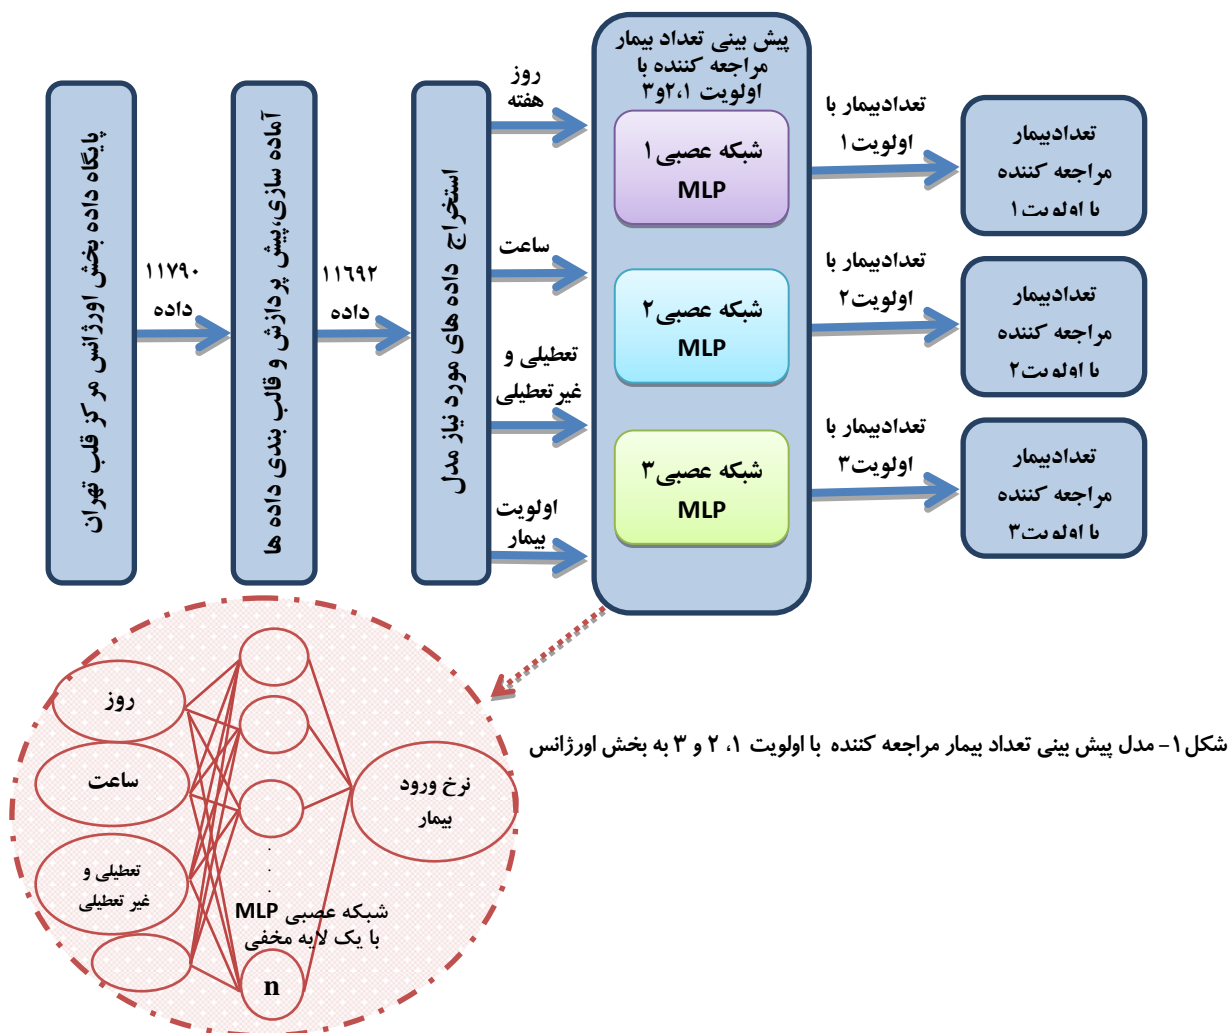 پایگاه داده بخش اورژانس مرکز قلب تهران
۱۱۷۹۰
داده
آماده سازی،پیش پردازش و قالب بندی داده ها
۱۱٦۹۲
داده
استخراج داده های مورد نیاز مدل
روز
هفته
ساعت
تعطیلی و
غیرتعطیلی
اولویت
بیمار
پیش بینی تعداد بیمار
مراجعه کننده با
اولویت ۲،۱و۳
شبکه عصبی۱
MLP
شبکه عصبی۲
MLP
شبکه عصبی۳
MLP
تعدادبیمار با
اولویت۱
تعدادبیمار با
اولویت۲
تعدادبیمار با
اولویت۳
تعدادبیمار
مراجعه کننده
با اولویت۱
تعدادبیمار
مراجعه کننده
با اولویت۲
تعدادبیمار
مراجعه کننده
با اولویت۳
روز
ساعت
تعطیلی و
غیر تعطیلی
n
شبکه عصبی MLP
با یک لایه مخفی
نرخ ورود
بیمار
شکل۱- مدل پیش بینی تعداد بیمار مراجعه کننده با اولویت ۱، ۲ و ۳ به بخش اورژانس